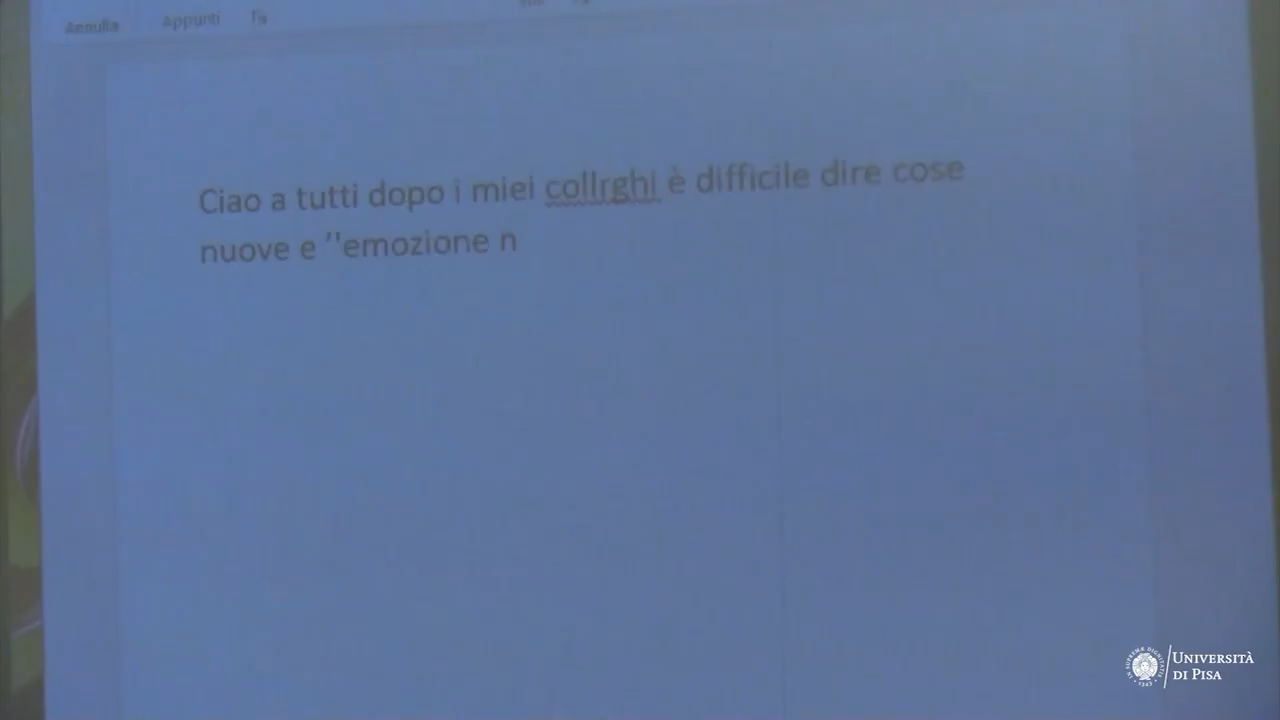 Annulla Appunti
Ciao a tutti dopo i miei collrghi è difficile dire cose
nuove e ''emozione n
UNIVERSITÀ
DI PISA